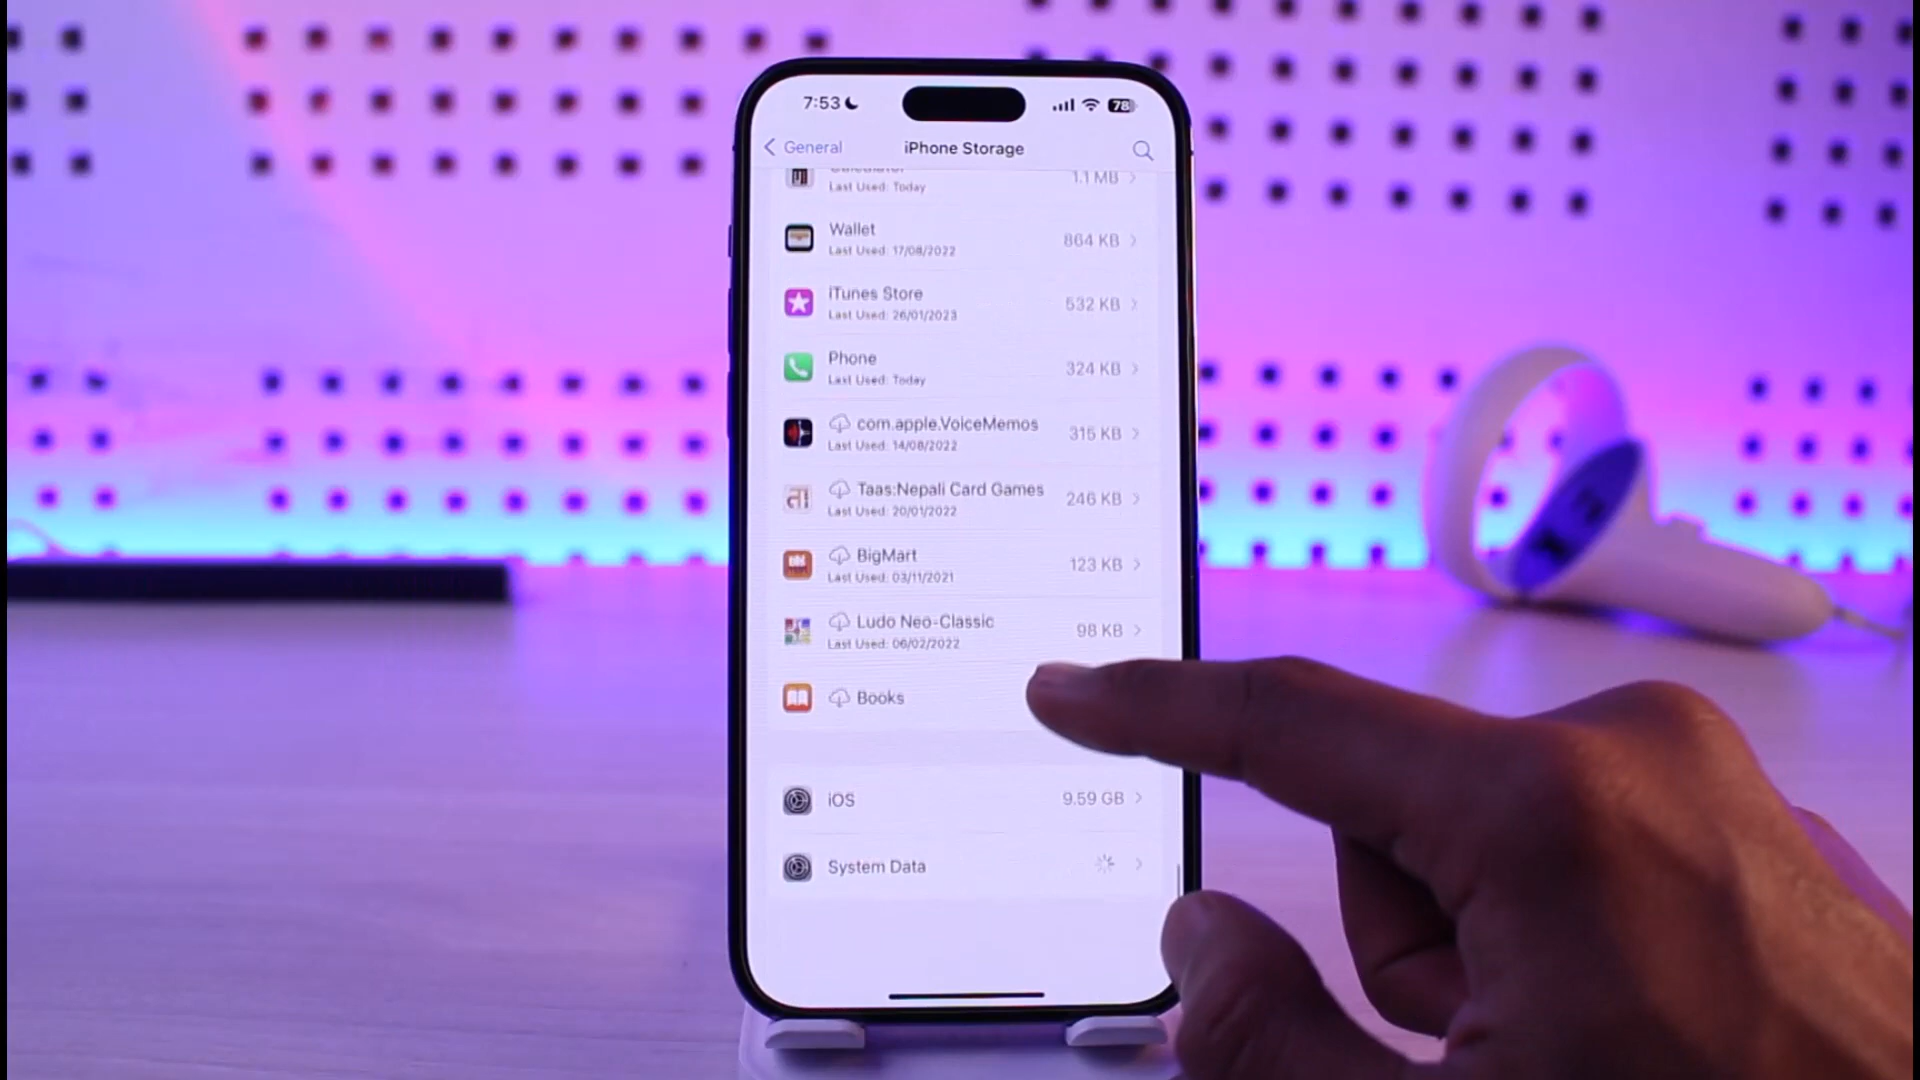 7:53
78
General
iPhone Storage
Last Used: Today
1.1 MB
Wallet
Last Used: 17/08/2022
864 KB
iTunes Store
Last Used: 26/01/2023
532 KB
Phone
Last Used: Today
324 KB
com.apple.VoiceMemos
Last Used: 14/08/2022
315 KB
Taas:Nepali Card Games
Last Used: 20/01/2022
246 KB
BigMart
Last Used: 03/11/2021
123 KB
Ludo Neo-Classic
Last Used: 06/02/2022
98 KB
Books
iOS
9.59 GB
System Data